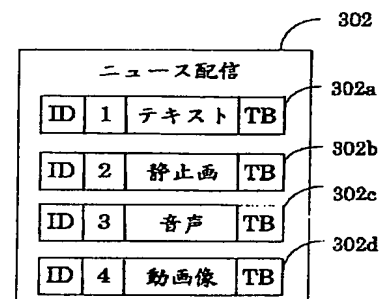 302
ニュース配信
302a
ID 1 テキスト TB
302b
ID 2 静止画 TB
302c
ID 3 音声 TB
302d
ID 4 動画像 TB